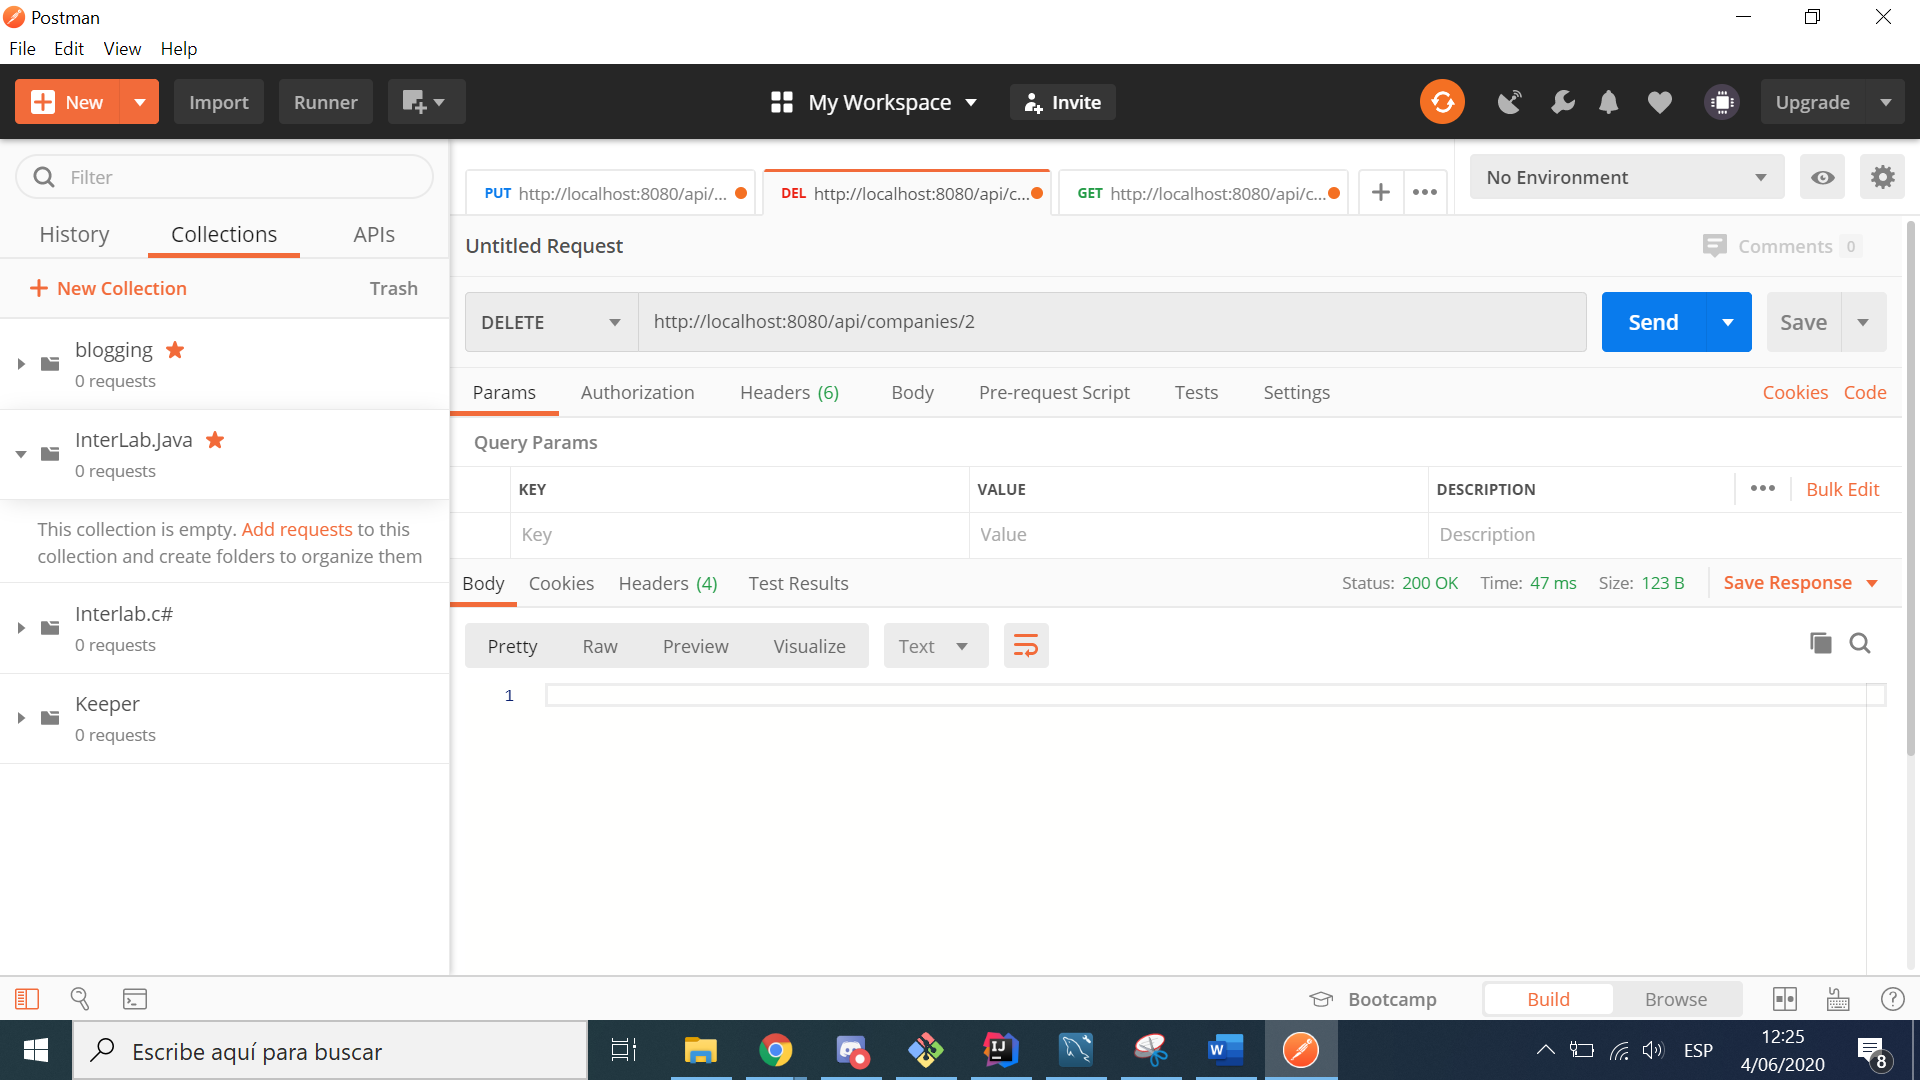 Postman
File Edit View Help
New Import Runner My Workspace Invite Upgrade
Filter
History Collections APIs
New Collection Trash
blogging
0 requests
InterLab.Java
0 requests
This collection is empty. Add requests to this
collection and create folders to organize them
Interlab.c#
0 requests
Keeper
0 requests
PUT http://localhost:8080/api/... DEL http://localhost:8080/api/c... GET http://localhost:8080/api/c... No Environment
Untitled Request Comments 0
DELETE http://localhost:8080/api/companies/2 Send Save
Params Authorization Headers (6) Body Pre-request Script Tests Settings Cookies Code
Query Params
KEY VALUE DESCRIPTION Bulk Edit
Key Value Description
Body Cookies Headers (4) Test Results Status: 200 OK Time: 47 ms Size: 123 B Save Response
Pretty Raw Preview Visualize Text
1
Bootcamp Build Browse
Escribe aquí para buscar ESP 12:25
4/06/2020 8